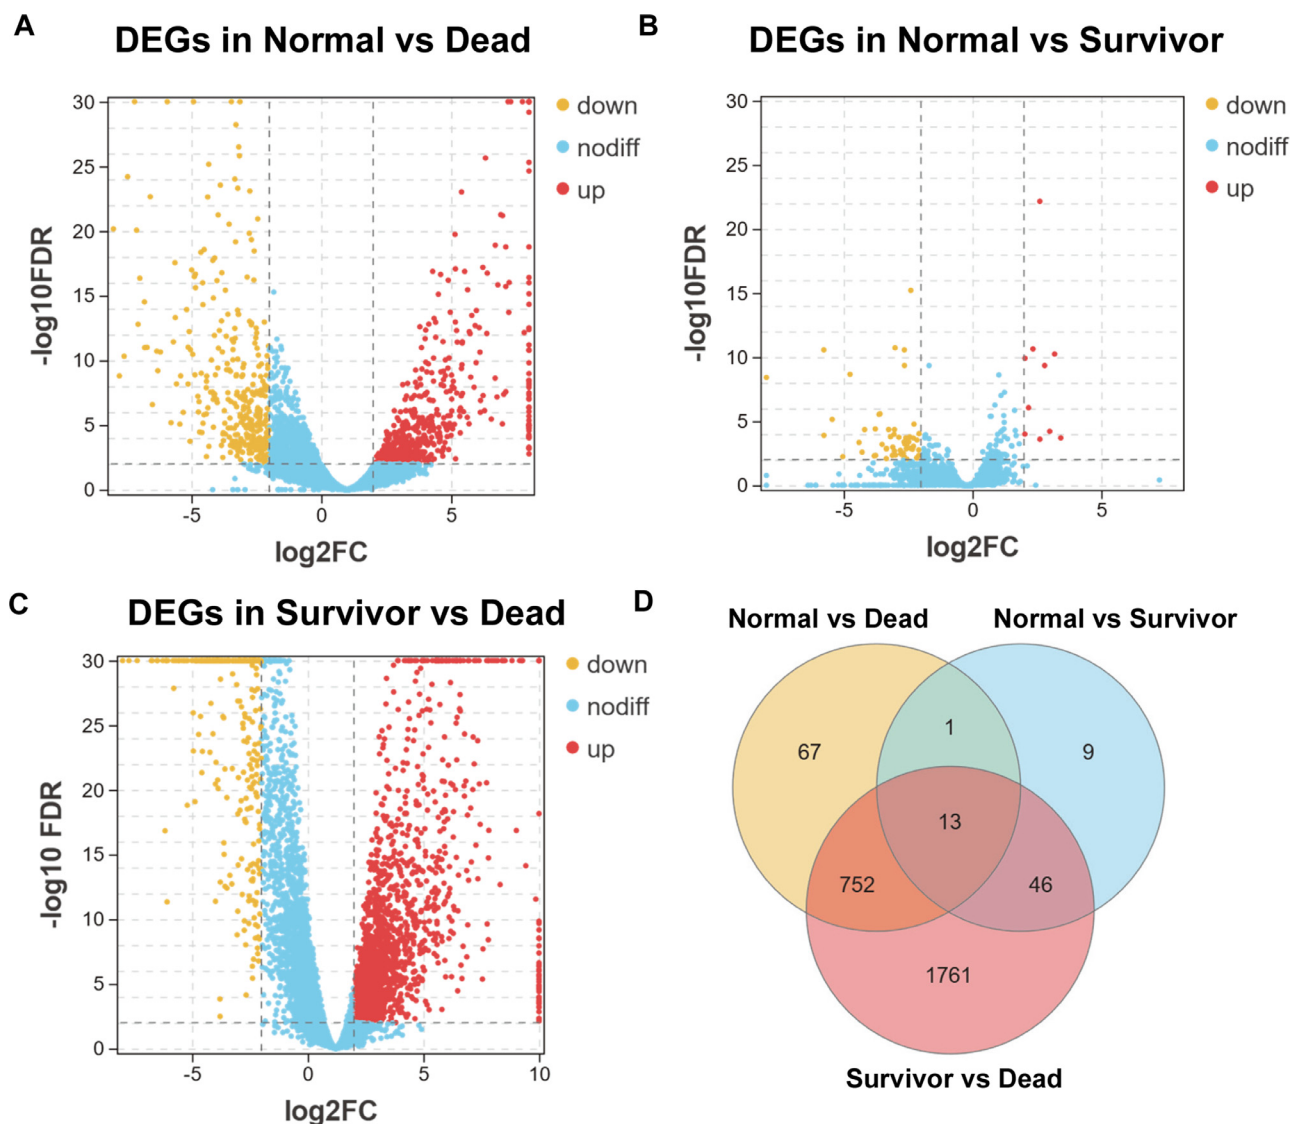 A
DEGs in Normal vs Dead
30
25
20
15
10
5
0
-log10FDR
-5
0
5
log2FC
down
nodiff
up
B
DEGs in Normal vs Survivor
30
25
20
15
10
5
0
-log10FDR
-5
0
5
log2FC
down
nodiff
up
C
DEGs in Survivor vs Dead
30
25
20
15
10
5
0
-log10 FDR
-5
0
5
10
log2FC
down
nodiff
up
D
Normal vs Dead
Normal vs Survivor
67
1
9
13
752
46
1761
Survivor vs Dead